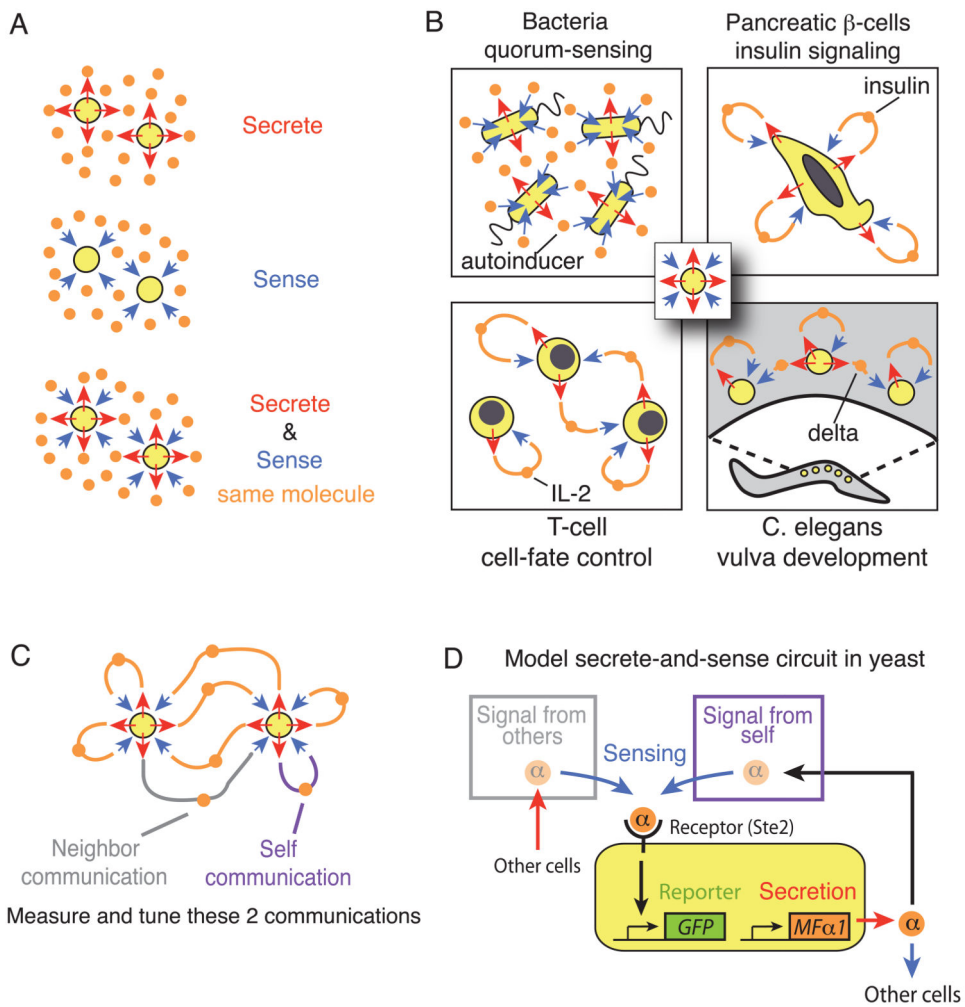 A
Secrete
Sense
Secrete
&
Sense
same molecule
B
Bacteria
quorum-sensing
autoinducer
Pancreatic β-cells
insulin signaling
insulin
IL-2
T-cell
cell-fate control
delta
C. elegans
vulva development
C
Neighbor
communication
Self
communication
Measure and tune these 2 communications
D
Model secrete-and-sense circuit in yeast
Signal from
others
α
Sensing
Signal from
self
α
α
Receptor (Ste2)
Other cells
Reporter
GFP
Secretion
MFα1
α
Other cells